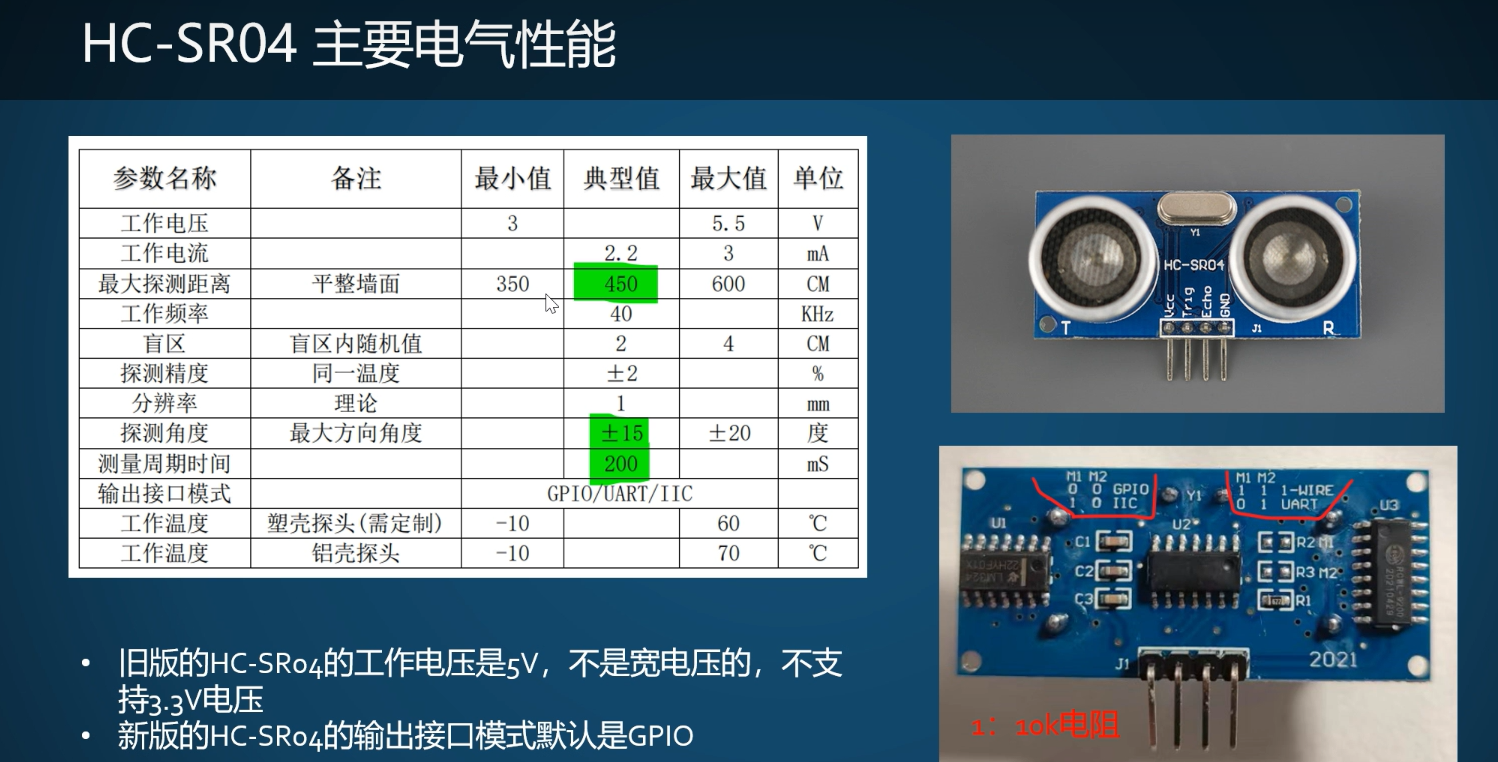 HC-SR04 主要电气性能
参数名称 备注 最小值 典型值 最大值 单位
工作电压 3 5.5 V
工作电流 2.2 3 mA
最大探测距离 平整墙面 350 450 600 CM
工作频率 40 KHz
盲区 盲区内随机值 2 4 CM
探测精度 同一温度 ±2 %
分辨率 理论 1 mm
探测角度 最大方向角度 ±15 ±20 度
测量周期时间 200 mS
输出接口模式 GPIO/UART/IIC
工作温度 塑壳探头(需定制) -10 60 ℃
工作温度 铝壳探头 -10 70 ℃
旧版的HC-SR04的工作电压是5V，不是宽电压的，不支
持3.3V电压
新版的HC-SR04的输出接口模式默认是GPIO
Y1
HC-SR04
Vcc
Trig
Echo
GND
T
J1
R
M1 M2
0 0 GPIO
1 0 IIC
Y1
M1 M2
1 1 1-WIRE
0 1 UART
U1
U2
U3
C1
C2
C3
R2 M1
R3 M2
R1
LM324
J1
2021
1：10k电阻